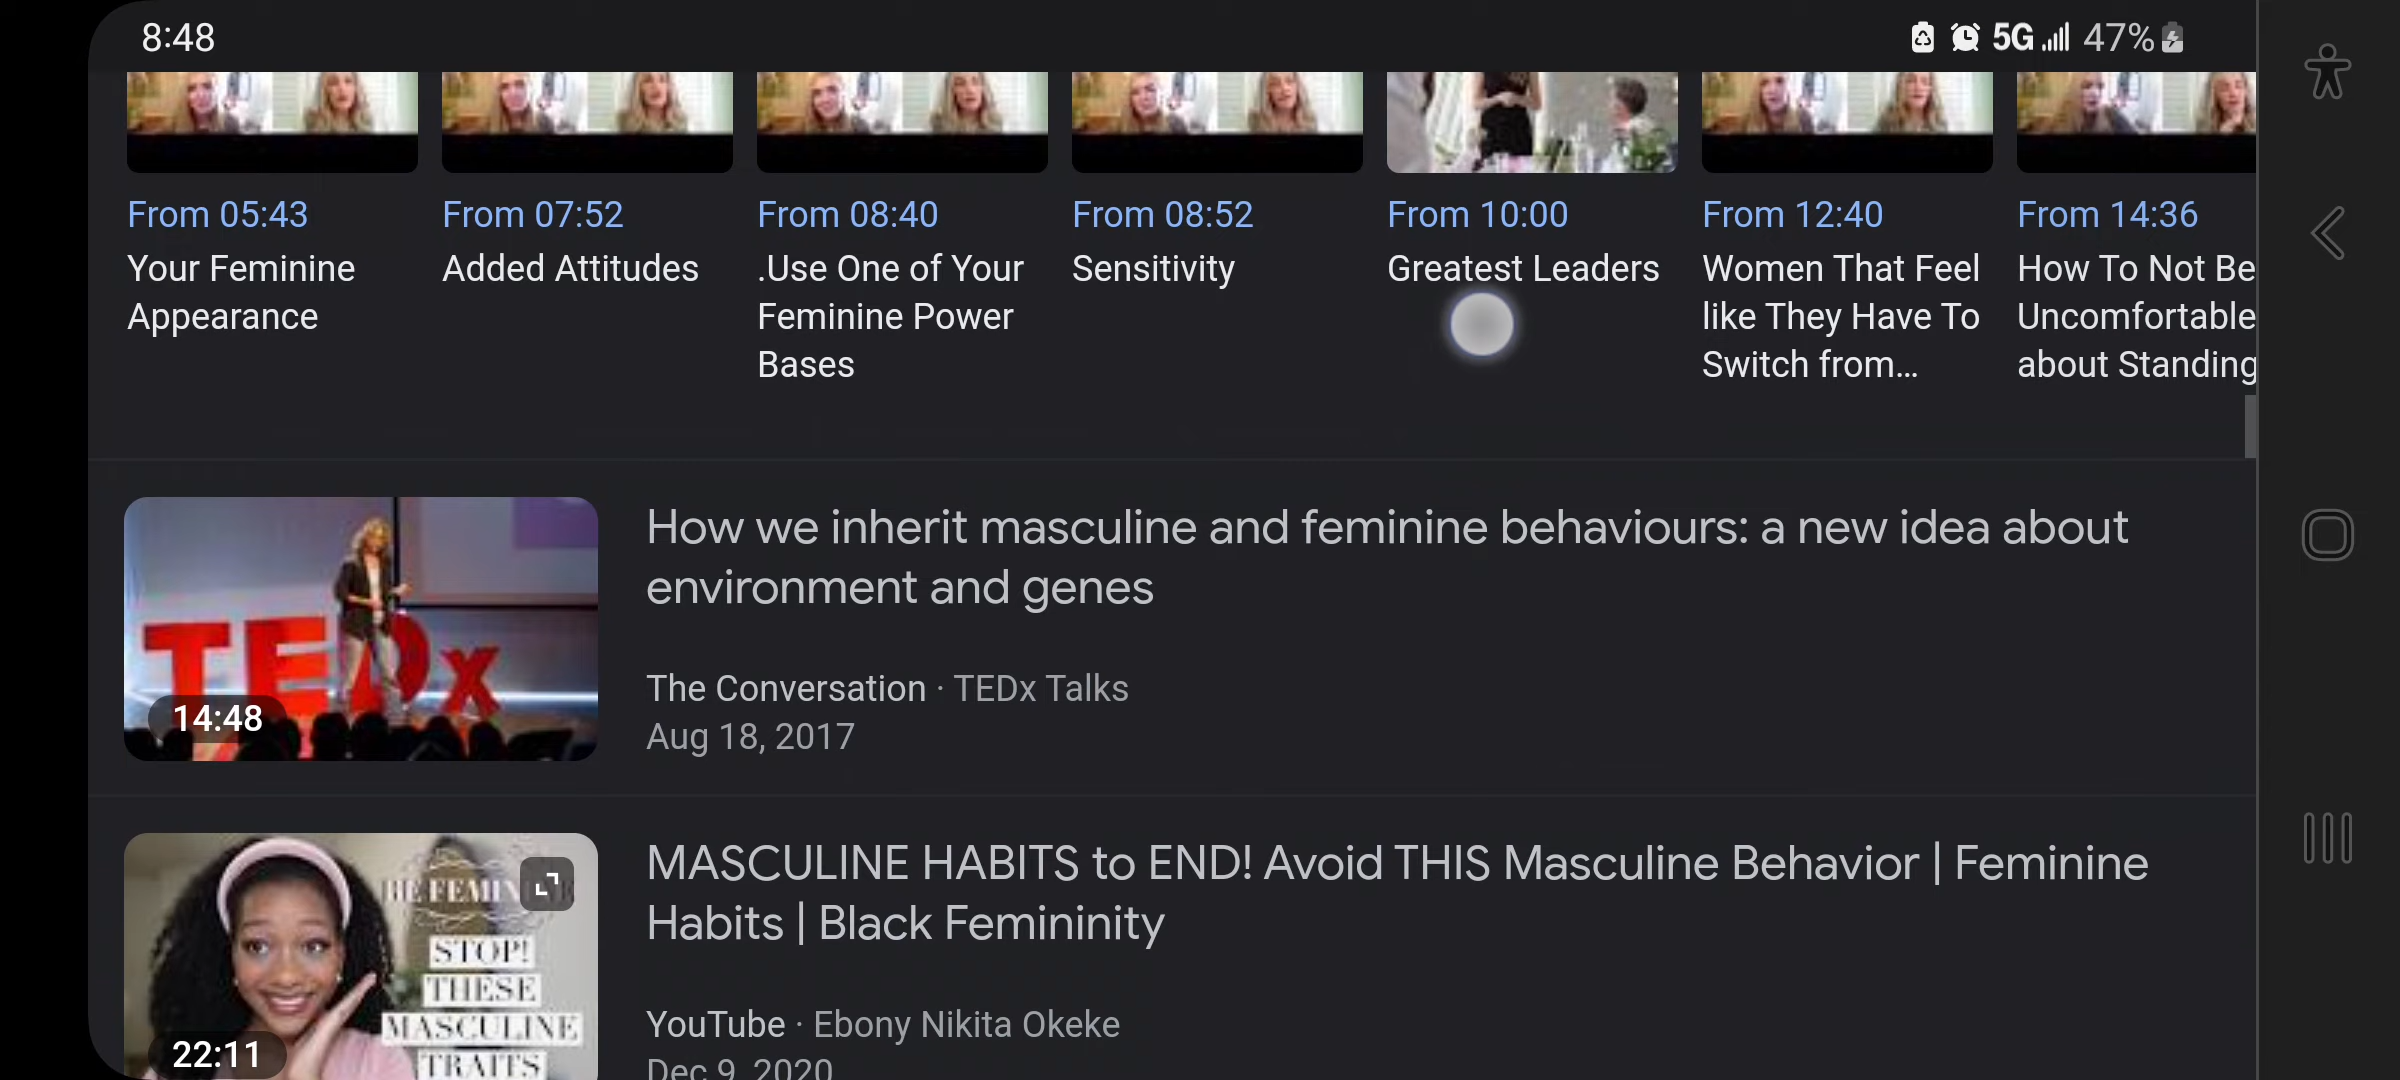 8:48
5G 47%
From 05:43
Your Feminine
Appearance
From 07:52
Added Attitudes
From 08:40
.Use One of Your
Feminine Power
Bases
From 08:52
Sensitivity
From 10:00
Greatest Leaders
From 12:40
Women That Feel
like They Have To
Switch from...
From 14:36
How To Not Be
Uncomfortable
about Standing
TEDx
14:48
How we inherit masculine and feminine behaviours: a new idea about
environment and genes
The Conversation · TEDx Talks
Aug 18, 2017
STOP!
THESE
MASCULINE
TRAITS
22:11
MASCULINE HABITS to END! Avoid THIS Masculine Behavior | Feminine
Habits | Black Femininity
YouTube · Ebony Nikita Okeke
Dec 9, 2020